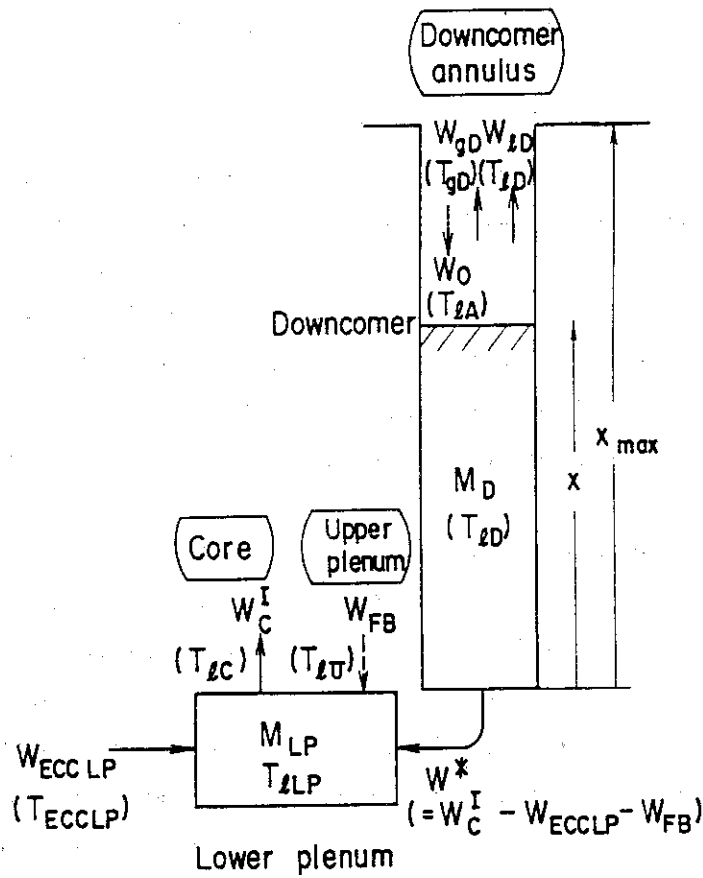 Downcomer
annulus
W_gD W_ℓD
(T_gD)(T_ℓD)
W_O
(T_ℓA)
Downcomer
x_max
x
M_D
(T_ℓD)
Core
Upper
plenum
W_C^I
W_FB
(T_ℓC)
(T_ℓU)
M_LP
T_ℓLP
W_ECC LP
(T_ECCLP)
W*
(=W_C^I - W_ECCLP - W_FB)
Lower plenum